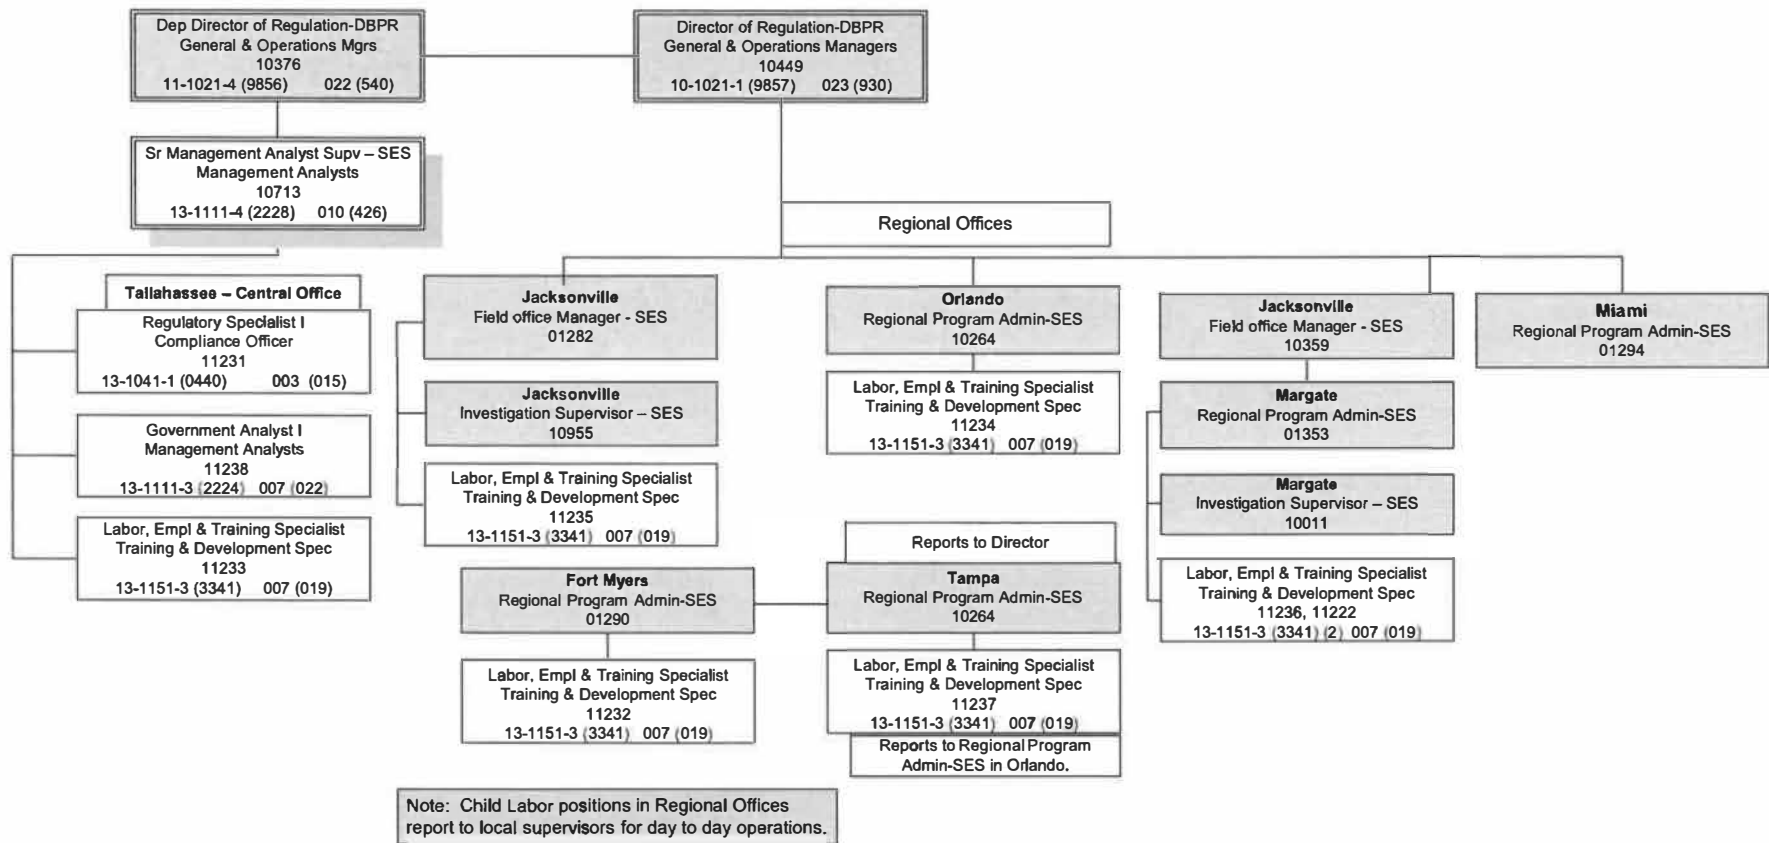 Dep Director of Regulation-DBPR
General & Operations Mgrs
10376
11-1021-4 (9856) 022 (540)
Director of Regulation-DBPR
General & Operations Managers
10449
10-1021-1 (9857) 023 (930)
Sr Management Analyst Supv – SES
Management Analysts
10713
13-1111-4 (2228) 010 (426)
Regional Offices
Tallahassee – Central Office
Regulatory Specialist I
Compliance Officer
11231
13-1041-1 (0440) 003 (015)
Government Analyst I
Management Analysts
11238
13-1111-3 (2224) 007 (022)
Labor, Empl & Training Specialist
Training & Development Spec
11233
13-1151-3 (3341) 007 (019)
Jacksonville
Field office Manager - SES
01282
Jacksonville
Investigation Supervisor – SES
10955
Labor, Empl & Training Specialist
Training & Development Spec
11235
13-1151-3 (3341) 007 (019)
Orlando
Regional Program Admin-SES
10264
Labor, Empl & Training Specialist
Training & Development Spec
11234
13-1151-3 (3341) 007 (019)
Jacksonville
Field office Manager - SES
10359
Margate
Regional Program Admin-SES
01353
Margate
Investigation Supervisor – SES
10011
Labor, Empl & Training Specialist
Training & Development Spec
11236, 11222
13-1151-3 (3341) (2) 007 (019)
Miami
Regional Program Admin-SES
01294
Fort Myers
Regional Program Admin-SES
01290
Labor, Empl & Training Specialist
Training & Development Spec
11232
13-1151-3 (3341) 007 (019)
Reports to Director
Tampa
Regional Program Admin-SES
10264
Labor, Empl & Training Specialist
Training & Development Spec
11237
13-1151-3 (3341) 007 (019)
Reports to Regional Program
Admin-SES in Orlando.
Note: Child Labor positions in Regional Offices
report to local supervisors for day to day operations.